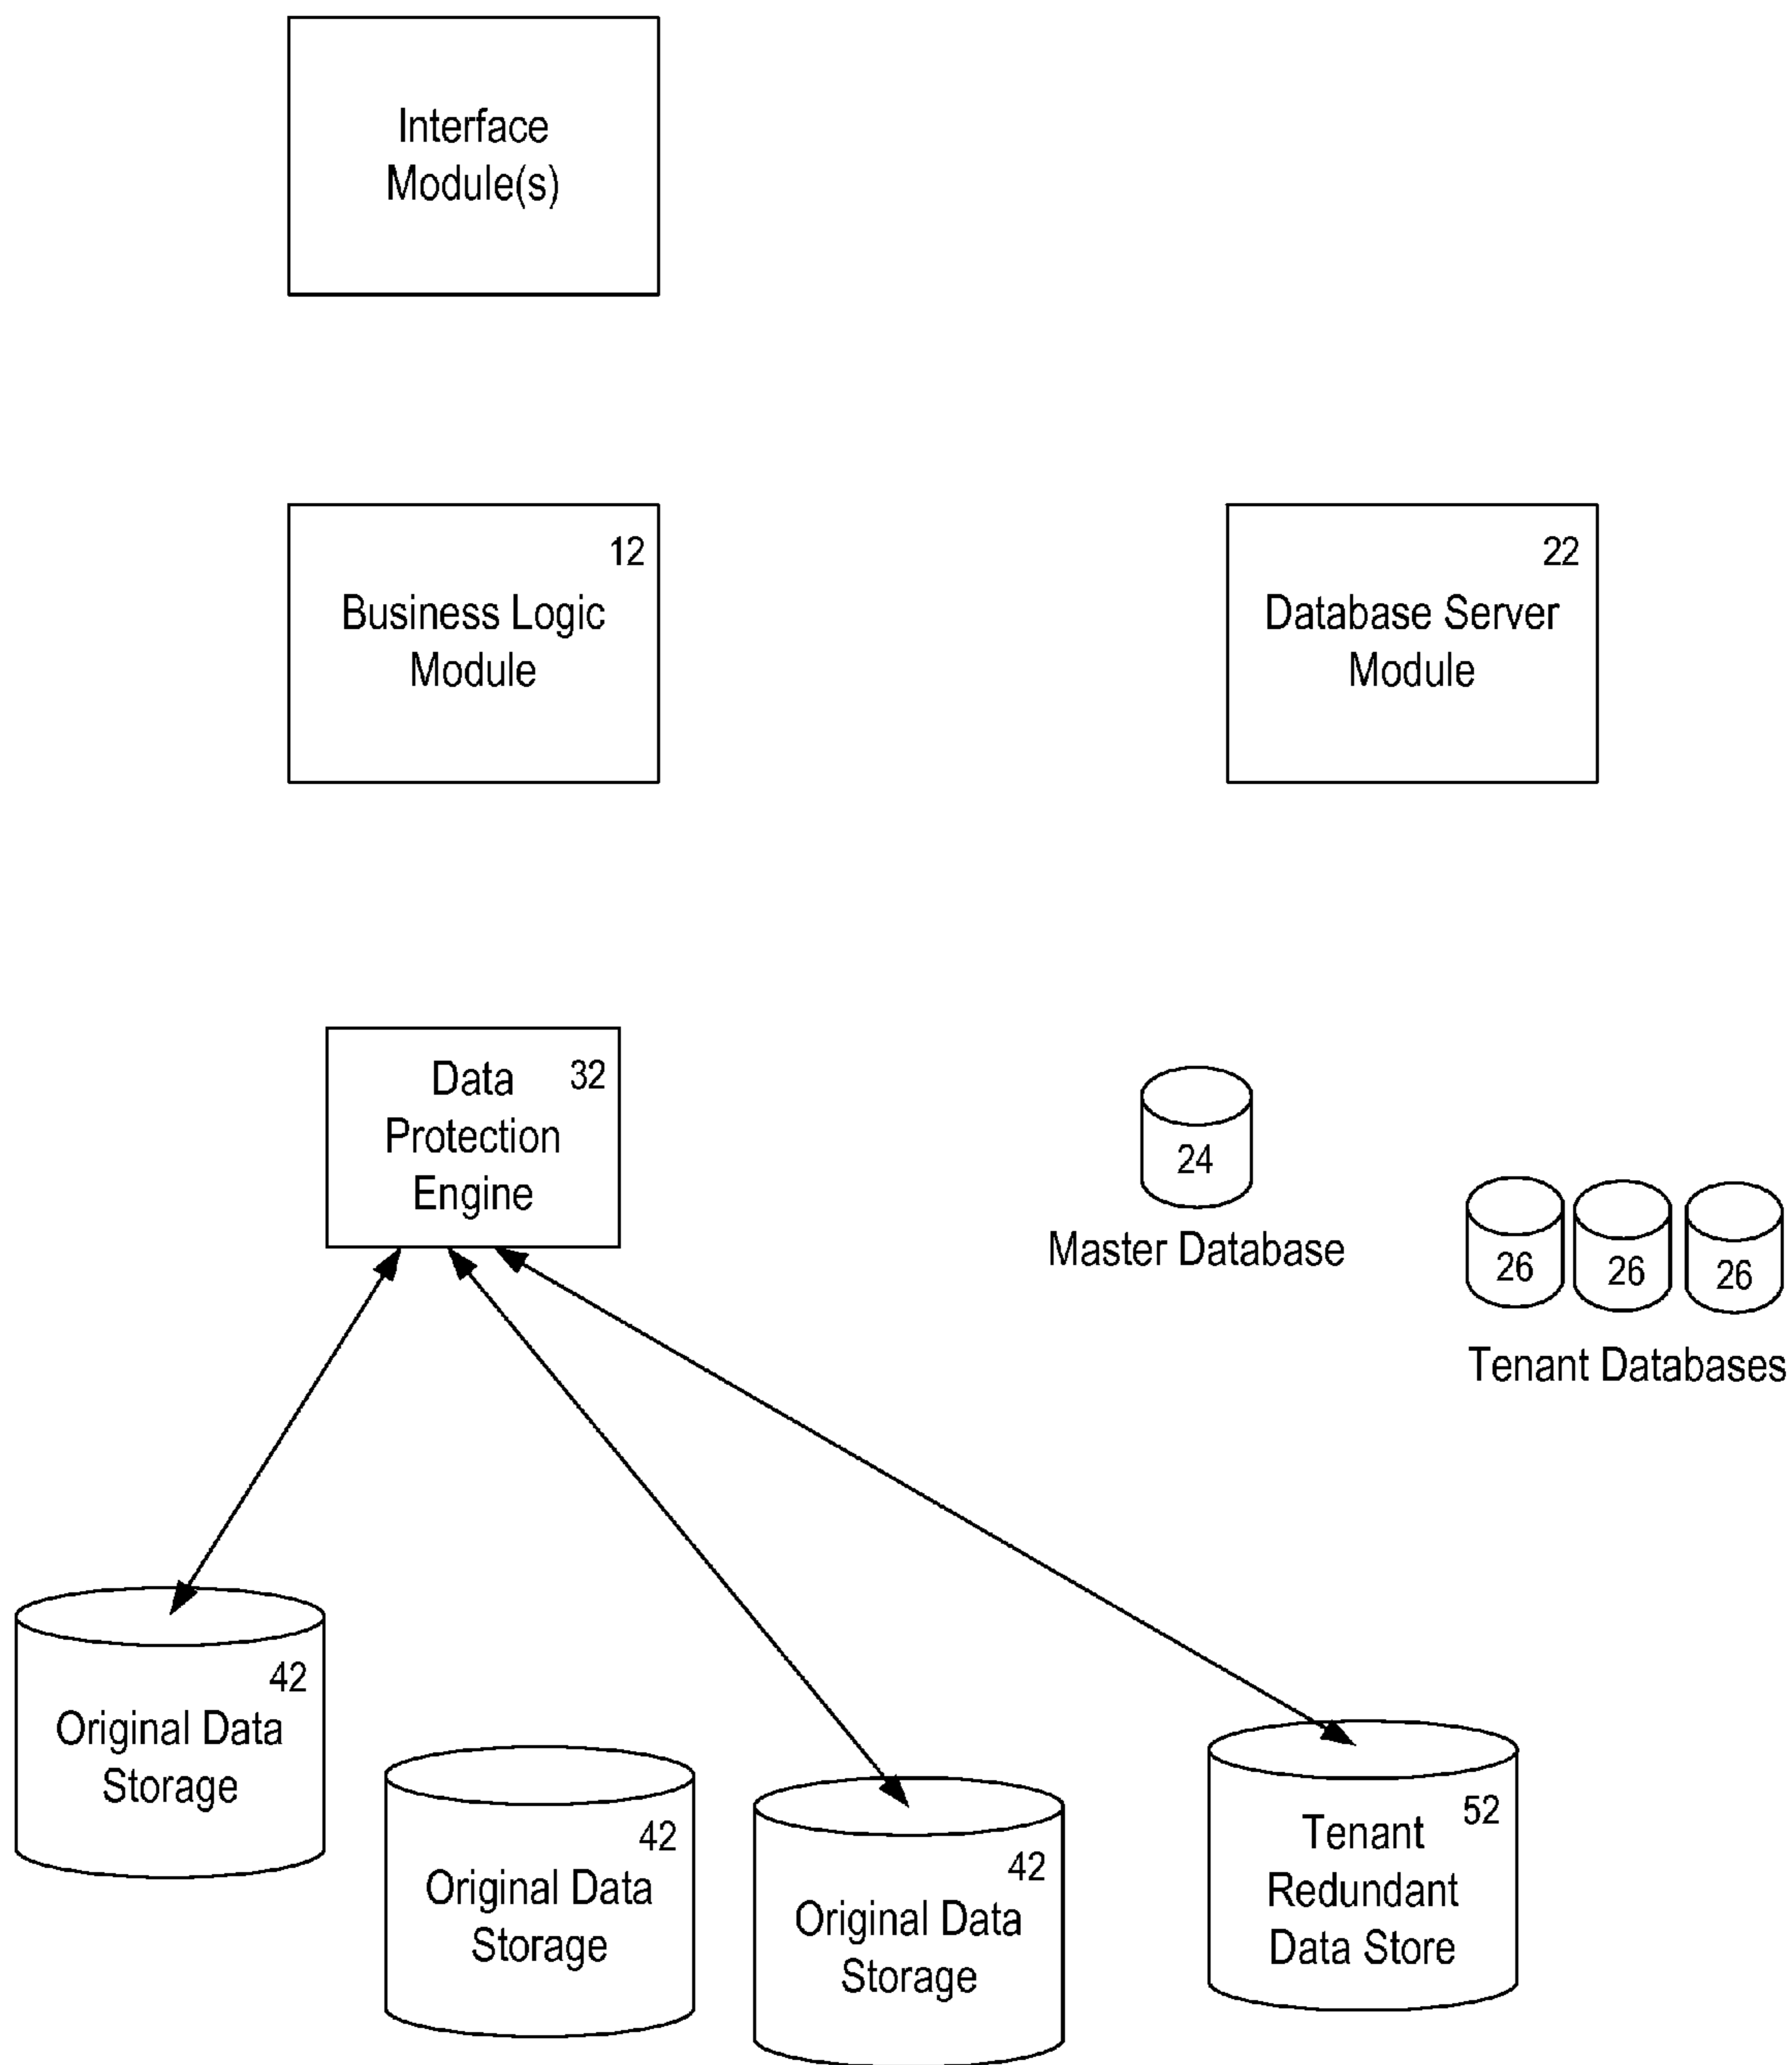 Interface
Module(s)
12
Business Logic
Module
22
Database Server
Module
Data 32
Protection
Engine
24
Master Database
26 26 26
Tenant Databases
42
Original Data
Storage
42
Original Data
Storage
42
Original Data
Storage
52
Tenant
Redundant
Data Store